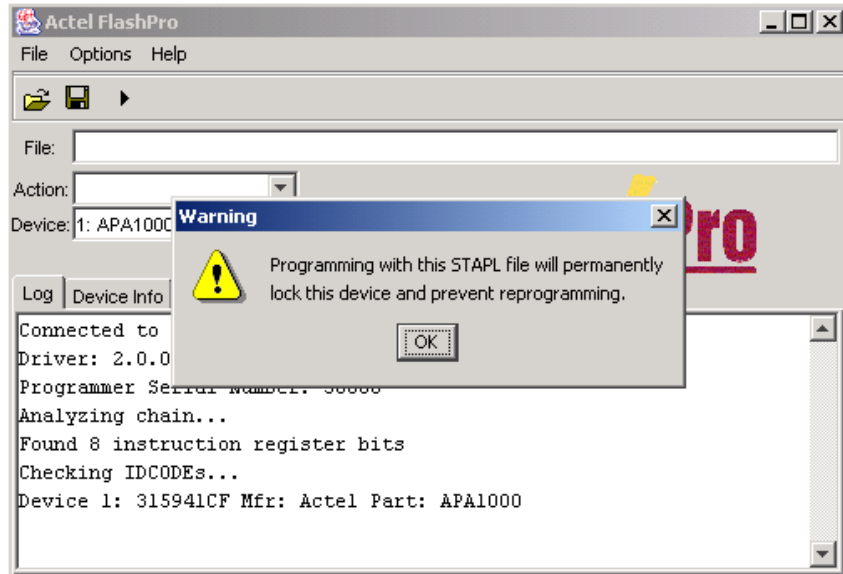 Actel FlashPro
File Options Help
File:
Action:
Device: 1: APA1000
Pro
Warning
Programming with this STAPL file will permanently
lock this device and prevent reprogramming.
OK
Log Device Info
Connected to
Driver: 2.0.0
Programmer Serial Number:
Analyzing chain...
Found 8 instruction register bits
Checking IDCODEs...
Device 1: 315941CF Mfr: Actel Part: APA1000